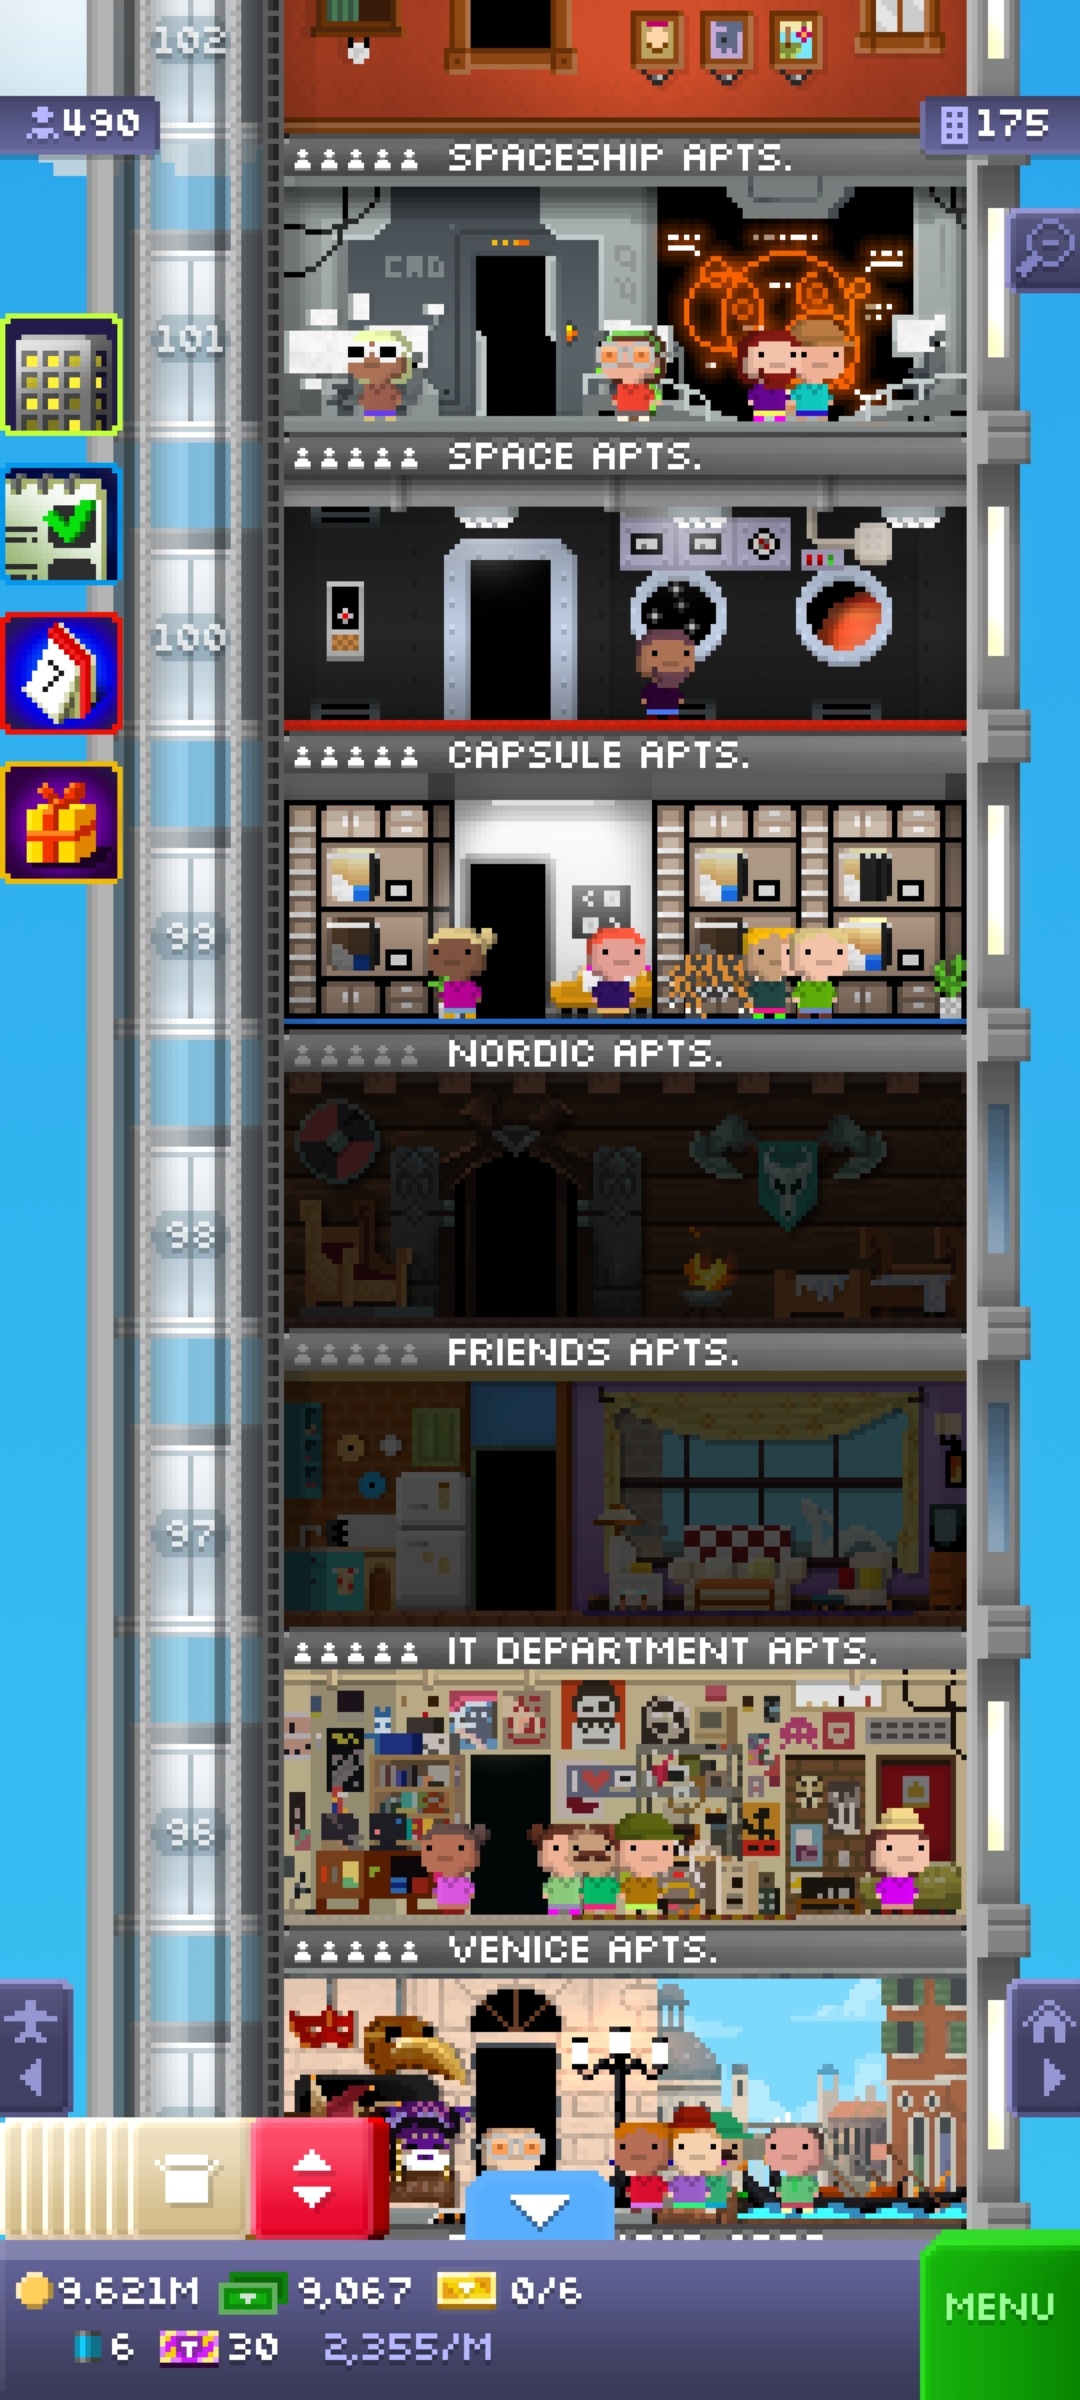 102
490
175
SPACESHIP APTS.
CMD
94
101
SPACE APTS.
100
CAPSULE APTS.
99
NORDIC APTS.
98
FRIENDS APTS.
97
IT DEPARTMENT APTS.
96
VENICE APTS.
9.621M 9,067 0/6
MENU
6 30 2,355/M